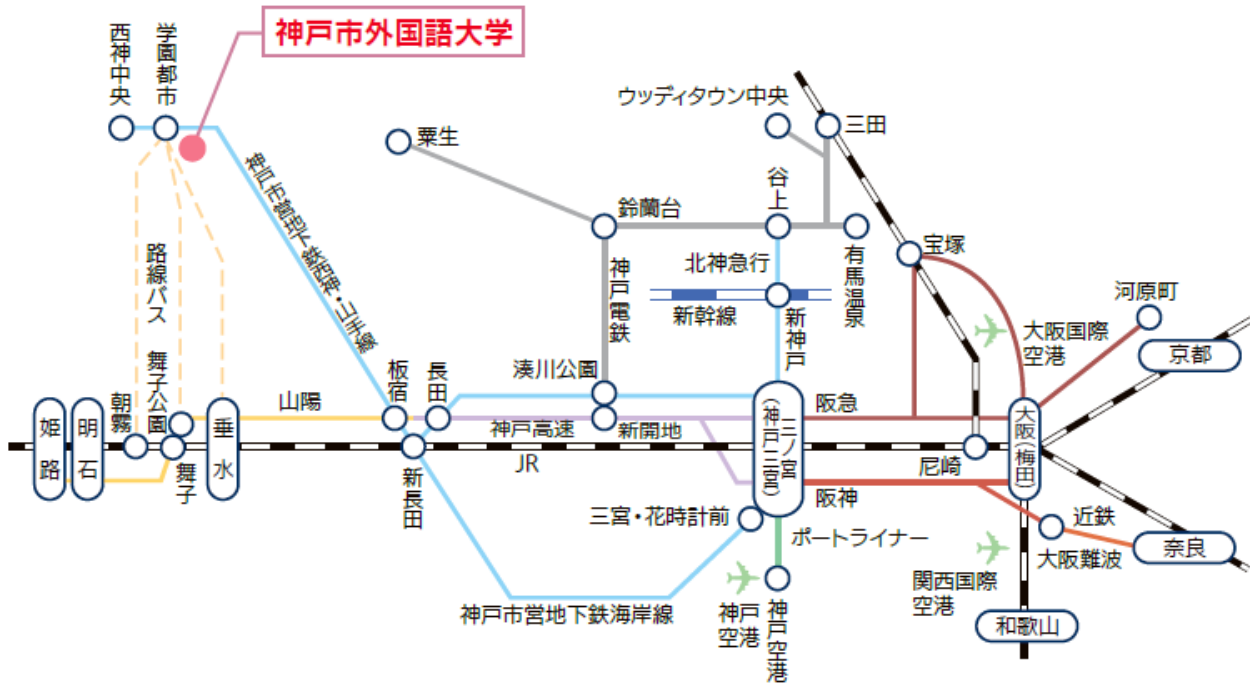 神戸市外国語大学
西神中央
学園都市
ウッディタウン中央
三田
粟生
谷上
鈴蘭台
神戸市営地下鉄西神・山手線
北神急行
有馬温泉
宝塚
路線バス
神戸電鉄
新幹線
新神戸
河原町
大阪国際
空港
京都
湊川公園
板宿
長田
舞子公園
朝霧
山陽
阪急
姫路
明石
垂水
神戸高速
新開地
三ノ宮
(神戸三宮)
大阪(梅田)
JR
尼崎
舞子
新長田
阪神
三宮・花時計前
近鉄
ポートライナー
奈良
大阪難波
関西国際
空港
神戸市営地下鉄海岸線
神戸
空港
神戸空港
和歌山